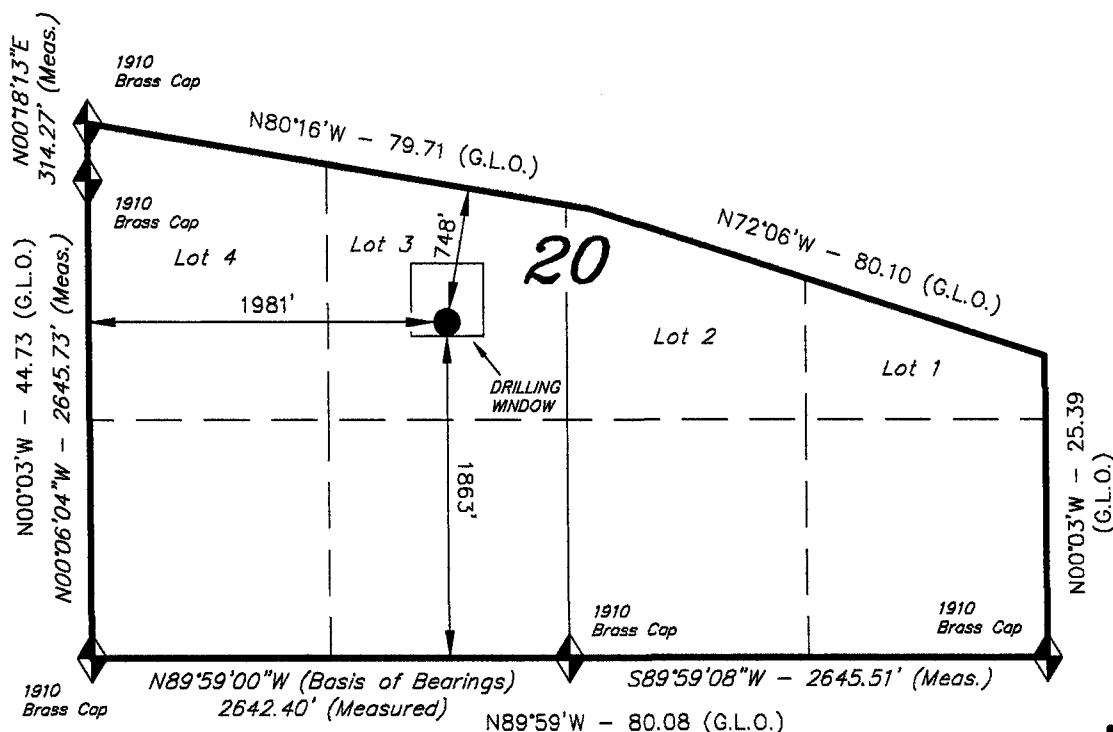 1910
Brass Cap
N00°18'13"E
314.27' (Meas.)
N80°16'W - 79.71 (G.L.O.)
1910
Brass Cap
N72°06'W - 80.10 (G.L.O.)
Lot 4
Lot 3
748'
20
1981'
Lot 2
Lot 1
DRILLING
WINDOW
N00°03'W - 44.73 (G.L.O.)
N00°06'04"W - 2645.73' (Meas.)
1863'
N00°03'W - 25.39
(G.L.O.)
1910
Brass Cap
1910
Brass Cap
1910
Brass Cap
N89°59'00"W (Basis of Bearings)
2642.40' (Measured)
S89°59'08"W - 2645.51' (Meas.)
N89°59'W - 80.08 (G.L.O.)